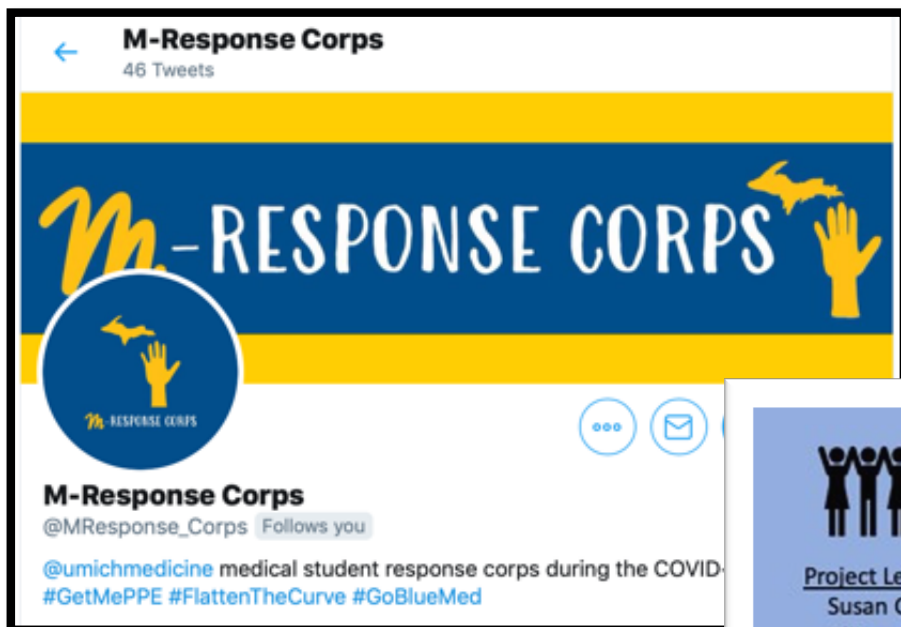 M-Response Corps
46 Tweets
M-RESPONSE CORPS
M-RESPONSE CORPS
M-Response Corps
@MResponse_Corps Follows you
@umichmedicine medical student response corps during the COVID-
#GetMePPE #FlattenTheCurve #GoBlueMed
Project Le
Susan